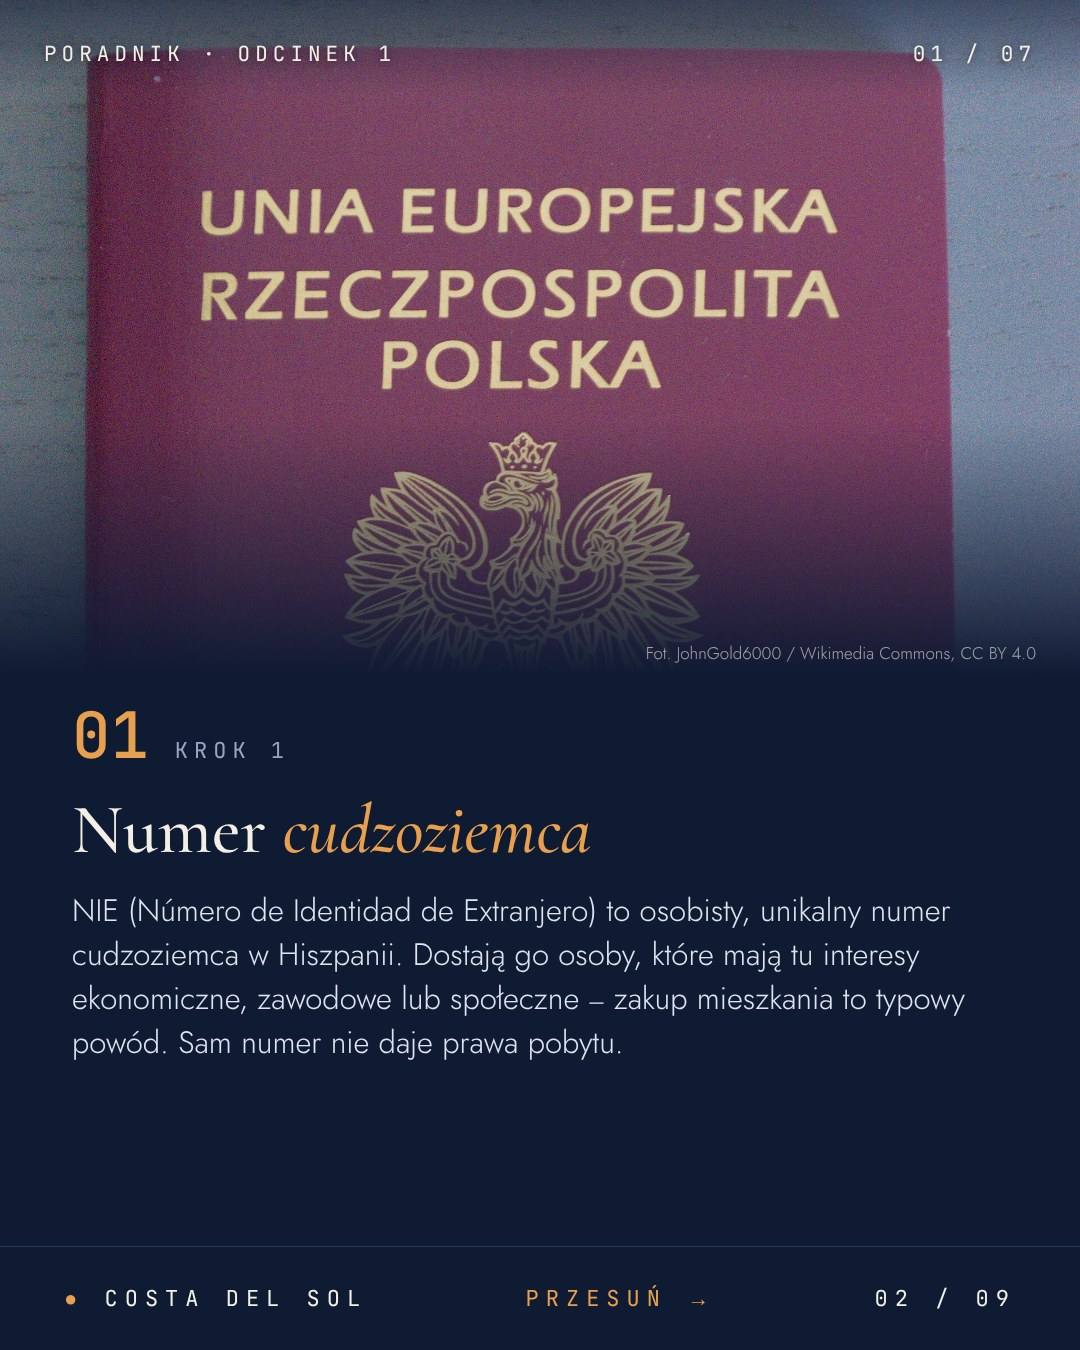 PORADNIK · ODCINEK 1
01 / 07
UNIA EUROPEJSKA
RZECZPOSPOLITA
POLSKA
Fot. JohnGold6000 / Wikimedia Commons, CC BY 4.0
01 KROK 1
Numer cudzoziemca
NIE (Número de Identidad de Extranjero) to osobisty, unikalny numer
cudzoziemca w Hiszpanii. Dostają go osoby, które mają tu interesy
ekonomiczne, zawodowe lub społeczne – zakup mieszkania to typowy
powód. Sam numer nie daje prawa pobytu.
• COSTA DEL SOL
PRZESUŃ →
02 / 09